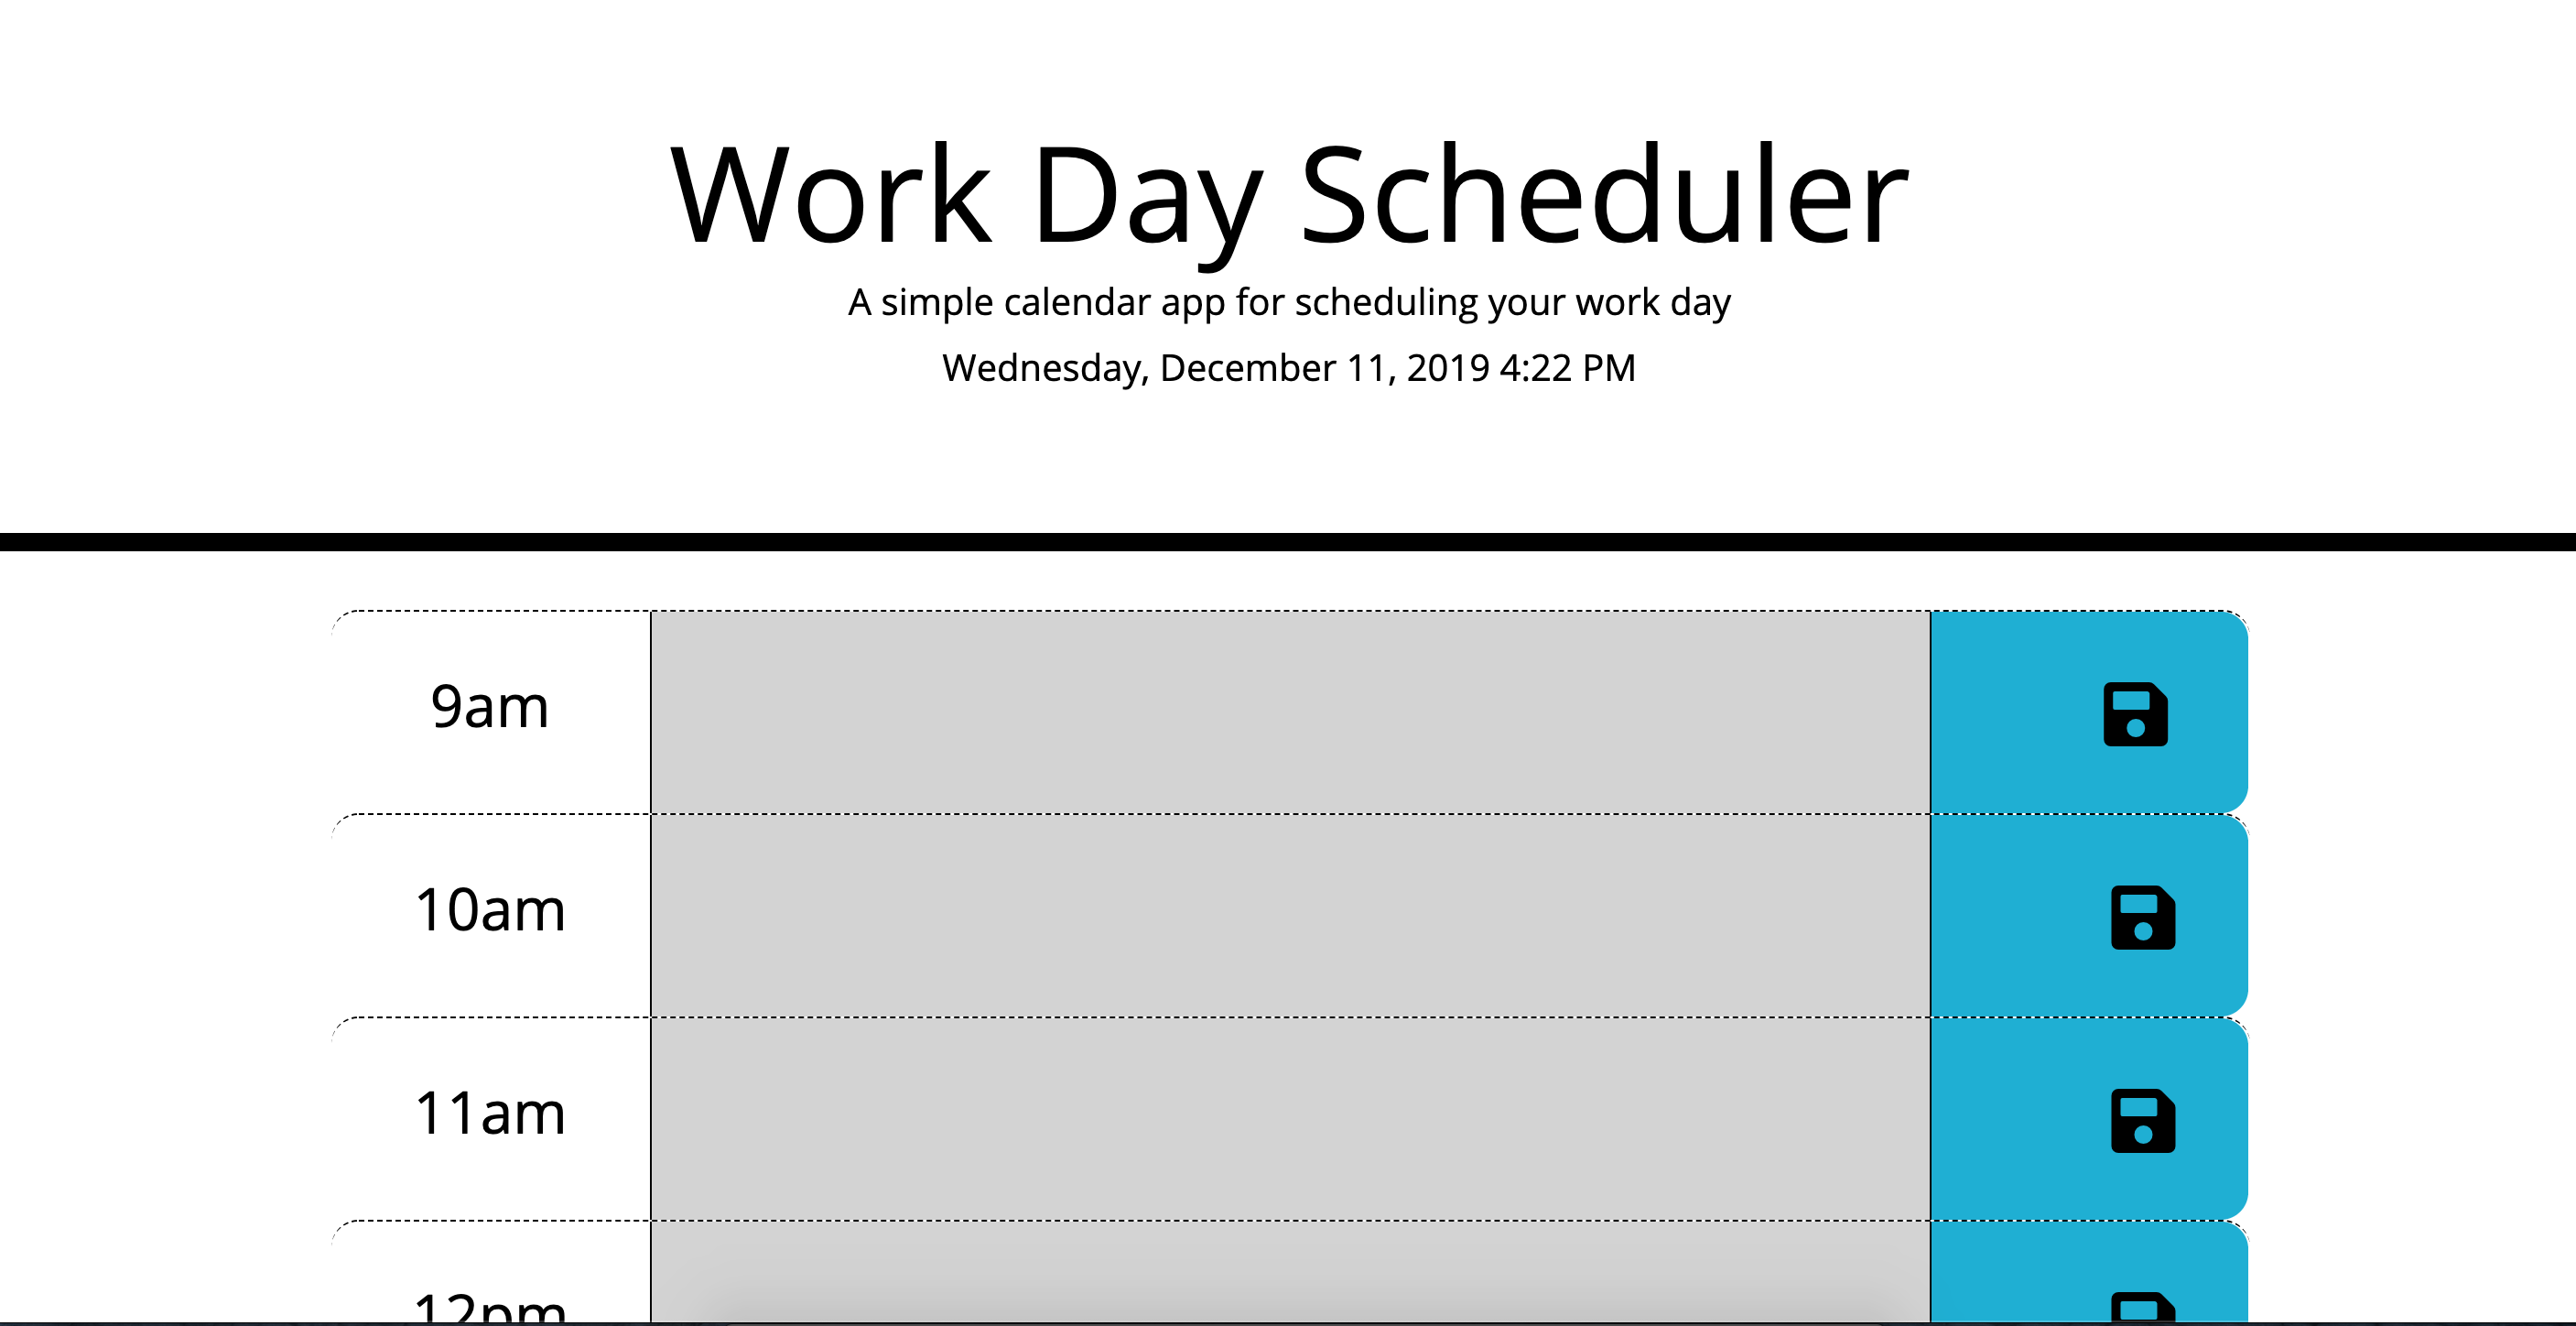 Work Day Scheduler
A simple calendar app for scheduling your work day
Wednesday, December 11, 2019 4:22 PM
9am
10am
11am
12pm